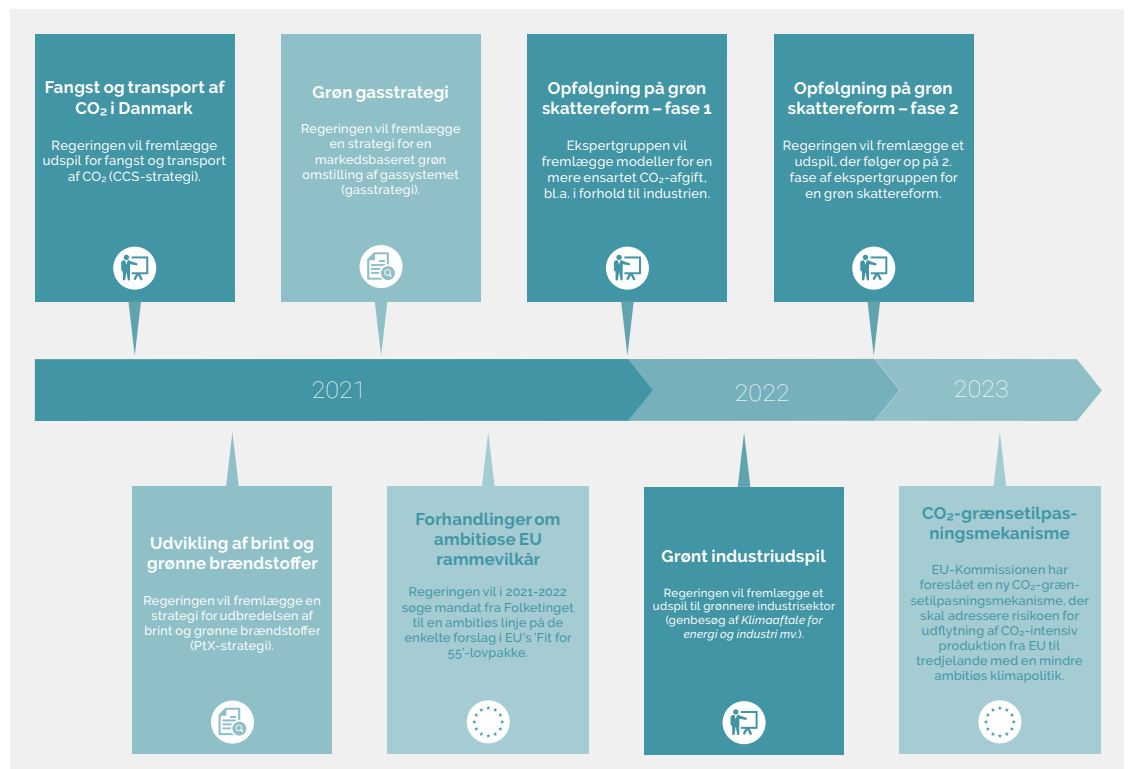 Fangst og transport af
CO₂ i Danmark
Regeringen vil fremlægge
udspil for fangst og transport
af CO₂ (CCS-strategi).
Grøn gasstrategi
Regeringen vil fremlægge
en strategi for en
markedsbaseret grøn
omstilling af gassystemet
(gasstrategi).
Opfølgning på grøn
skattereform – fase 1
Ekspertgruppen vil
fremlægge modeller for en
mere ensartet CO₂-afgift,
bl.a. i forhold til industrien.
Opfølgning på grøn
skattereform – fase 2
Regeringen vil fremlægge et
udspil, der følger op på 2.
fase af ekspertgruppen for
en grøn skattereform.
2021
2022
2023
Udvikling af brint og
grønne brændstoffer
Regeringen vil fremlægge en
strategi for udbredelsen af
brint og grønne brændstoffer
(PtX-strategi).
Forhandlinger om
ambitiøse EU
rammevilkår
Regeringen vil i 2021-2022
søge mandat fra Folketinget
til en ambitiøs linje på de
enkelte forslag i EU's 'Fit for
55'-lovpakke.
Grønt industriudspil
Regeringen vil fremlægge et
udspil til grønnere industrisektor
(genbesøg af Klimaaftale for
energi og industri mv.).
CO₂-grænsetilpas-
ningsmekanisme
EU-Kommissionen har
foreslået en ny CO₂-græn-
setilpasningsmekanisme, der
skal adressere risikoen for
udflytning af CO₂-intensiv
produktion fra EU til
tredjelande med en mindre
ambitiøs klimapolitik.